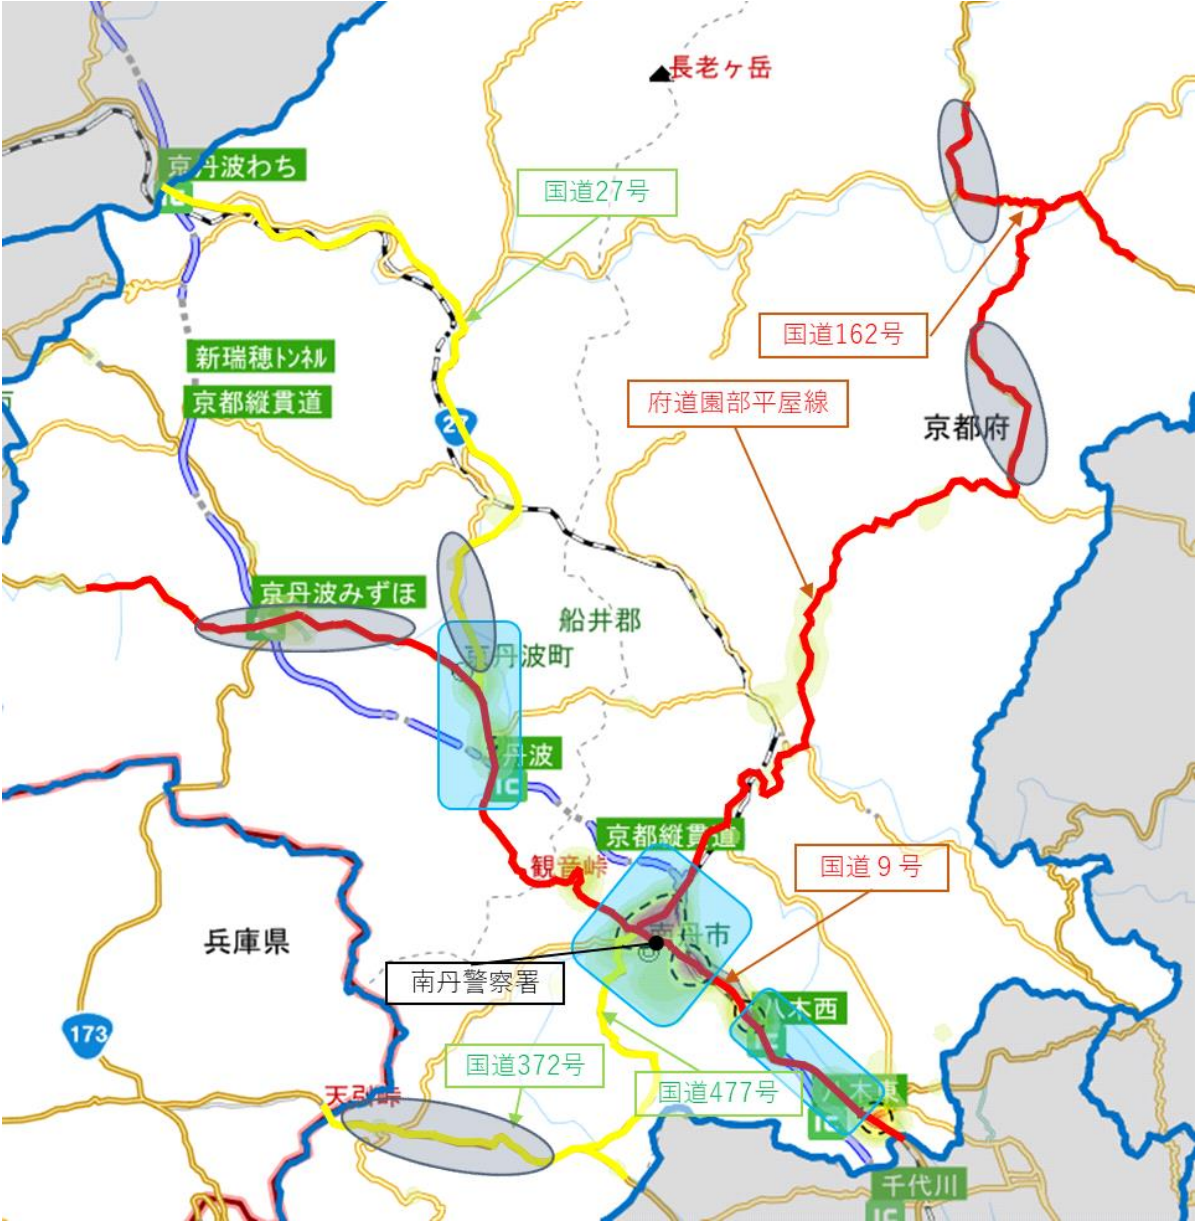 長老ヶ岳
京丹波わち
IC
国道27号
国道162号
新瑞穂トンネル
京都縦貫道
府道園部平屋線
27
京都府
京丹波みずほ
船井郡
京丹波町
丹波
IC
京都縦貫道
観音峠
国道9号
南丹市
兵庫県
南丹警察署
八木西
173
国道372号
天引峠
国道477号
八木東
IC
千代川
IC